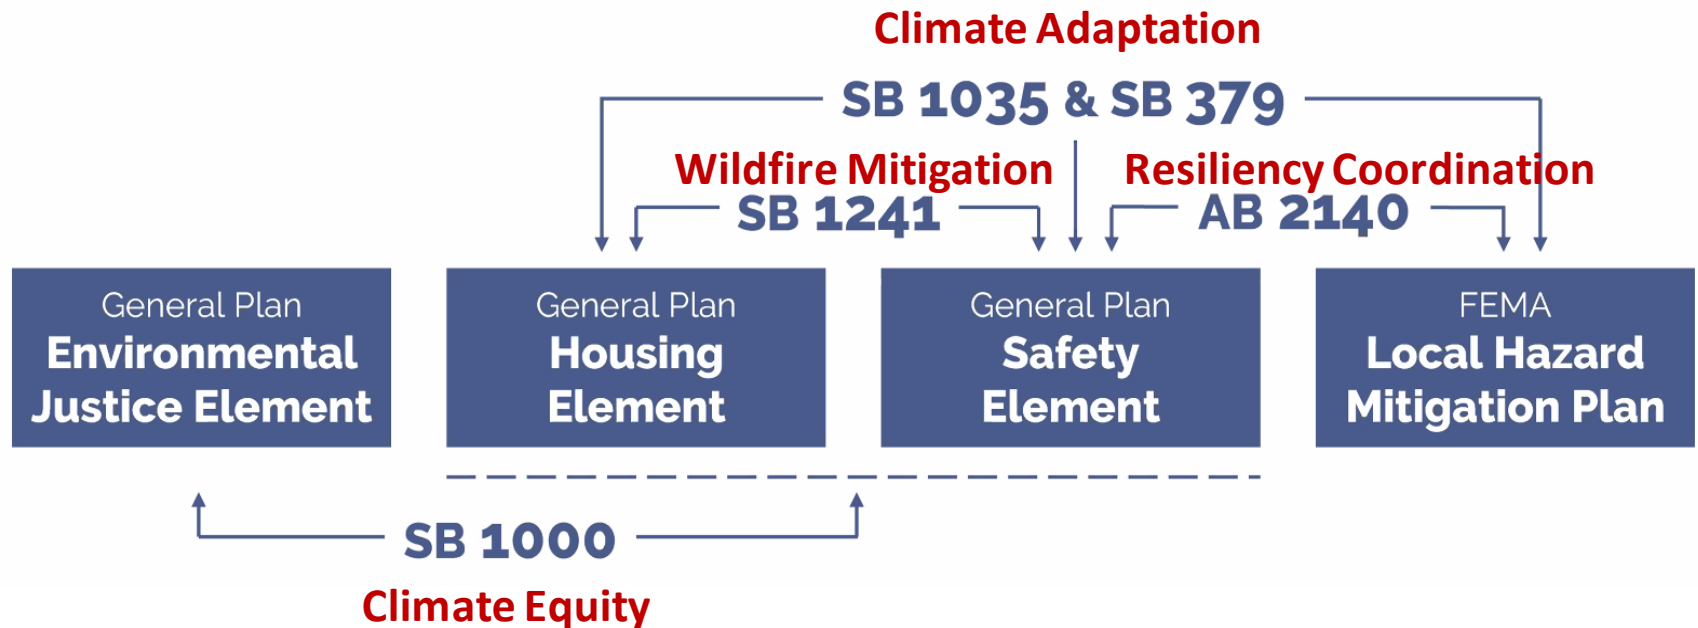 Climate Adaptation
SB 1035 & SB 379
Wildfire Mitigation
Resiliency Coordination
SB 1241
AB 2140
General Plan
Environmental
Justice Element
General Plan
Housing
Element
General Plan
Safety
Element
FEMA
Local Hazard
Mitigation Plan
SB 1000
Climate Equity